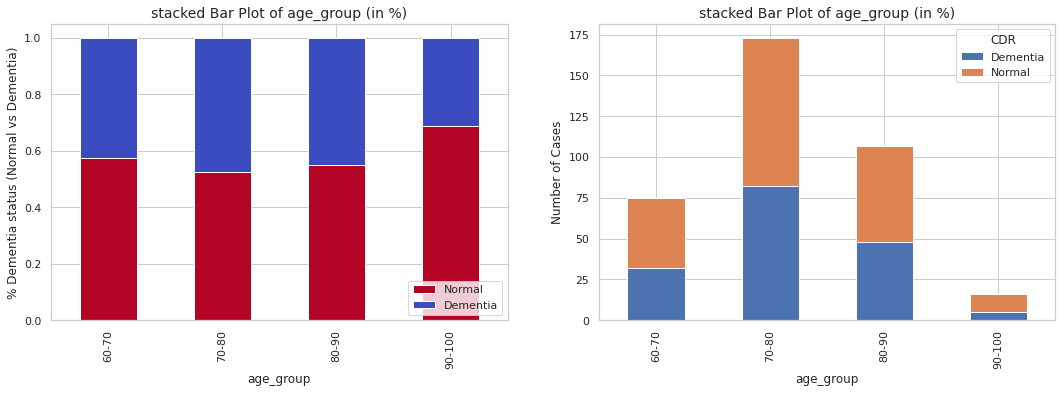 stacked Bar Plot of age_group (in %)
% Dementia status (Normal vs Dementia)
1.0
0.8
0.6
0.4
0.2
0.0
Normal
Dementia
60-70
70-80
80-90
90-100
age_group
stacked Bar Plot of age_group (in %)
Number of Cases
175
150
125
100
75
50
25
0
CDR
Dementia
Normal
60-70
70-80
80-90
90-100
age_group